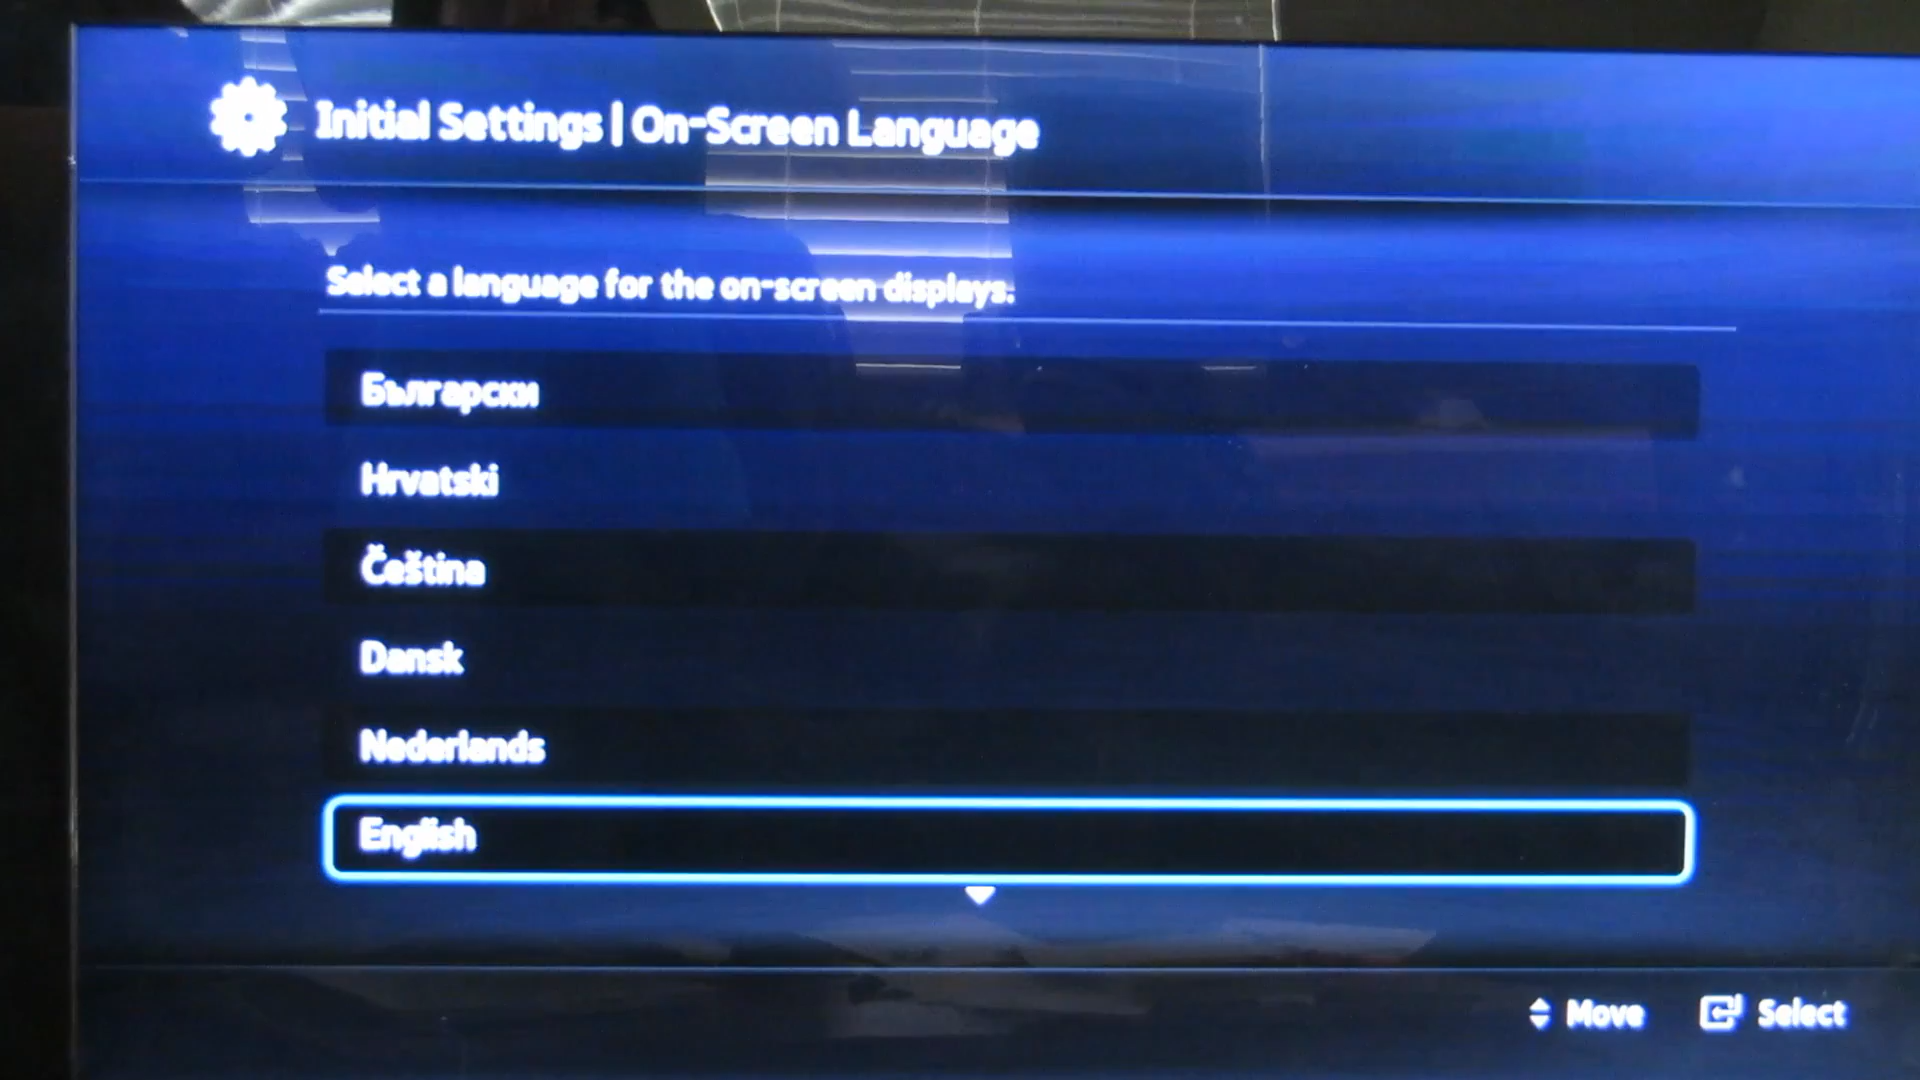 Initial Settings | On-Screen Language
Select a language for the on-screen displays.
Български
Hrvatski
Čeština
Dansk
Nederlands
English
Move Select